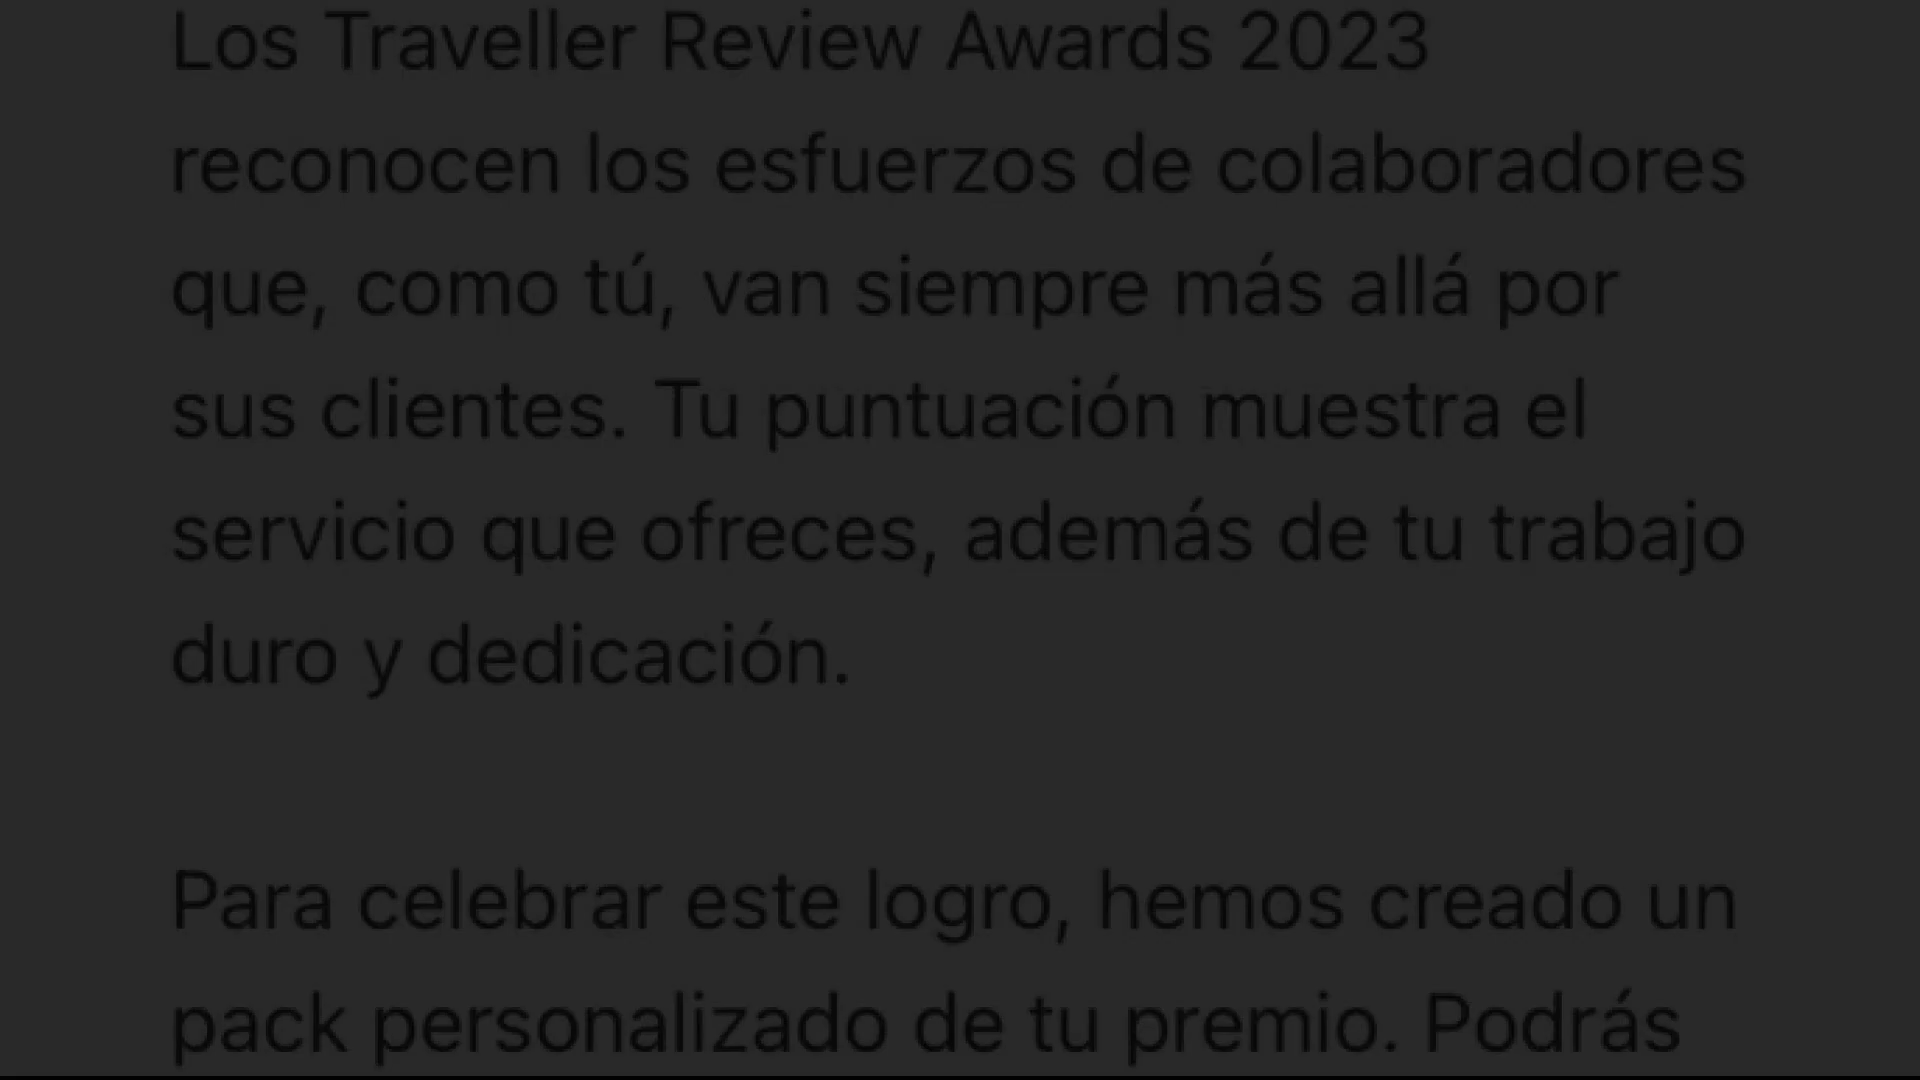 Los Traveller Review Awards 2023
reconocen los esfuerzos de colaboradores
que, como tú, van siempre más allá por
sus clientes. Tu puntuación muestra el
servicio que ofreces, además de tu trabajo
duro y dedicación.
Para celebrar este logro, hemos creado un
pack personalizado de tu premio. Podrás